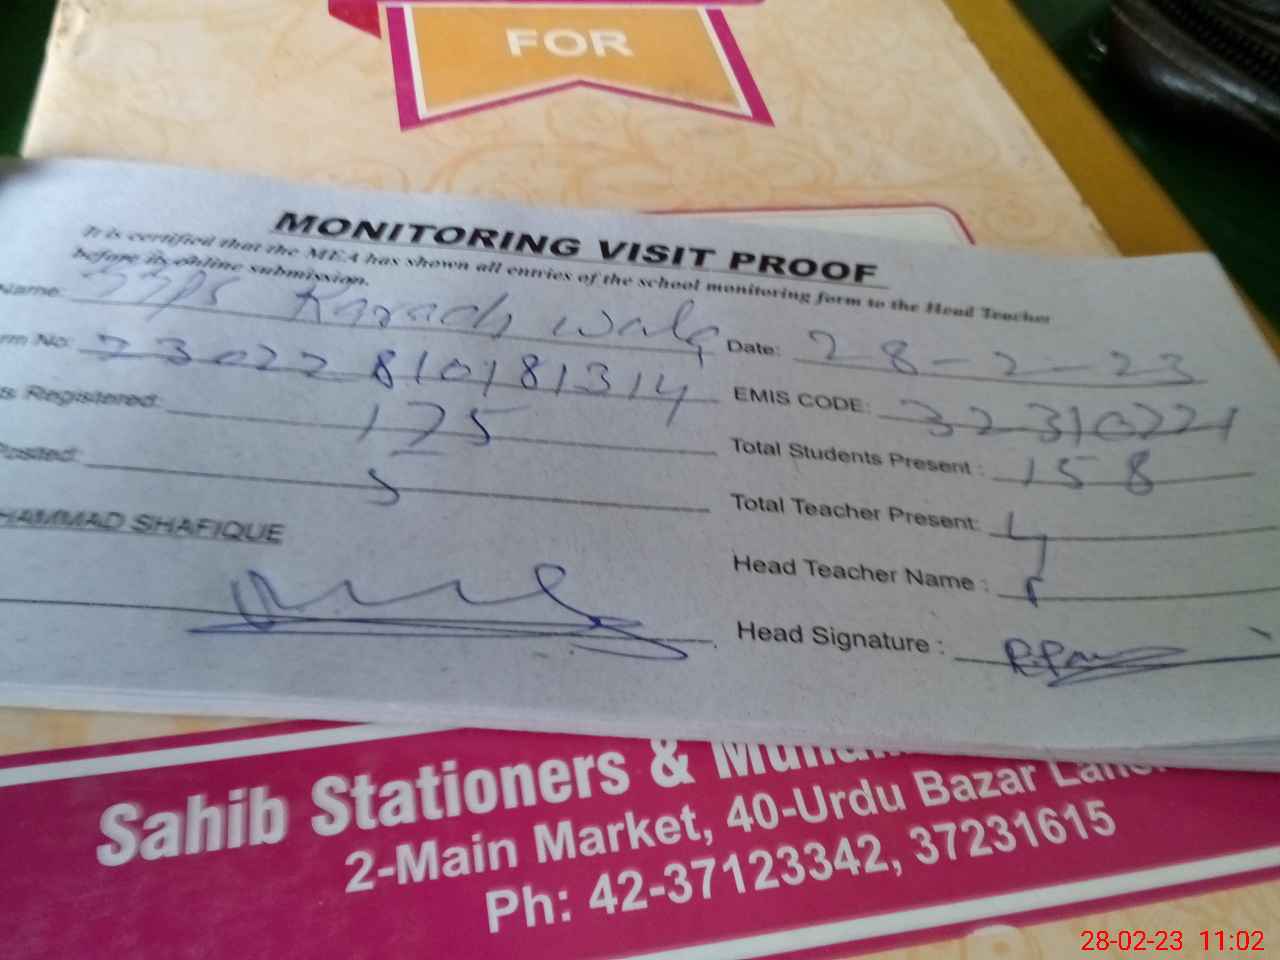 FOR
MONITORING VISIT PROOF
It is certified that the MEA has shown all entries of the school monitoring form to the Head Teacher
before its online submission.
Name: Karach Wala
Date: 28-2-23
rm No: 23022810181314
EMIS CODE: 32310221
s Registered: 175
Total Students Present : 158
Posted: 5
Total Teacher Present: 4
HAMMAD SHAFIQUE
Head Teacher Name :
Head Signature :
Sahib Stationers &
2-Main Market, 40-Urdu Bazar
Ph: 42-37123342, 37231615
28-02-23 11:02